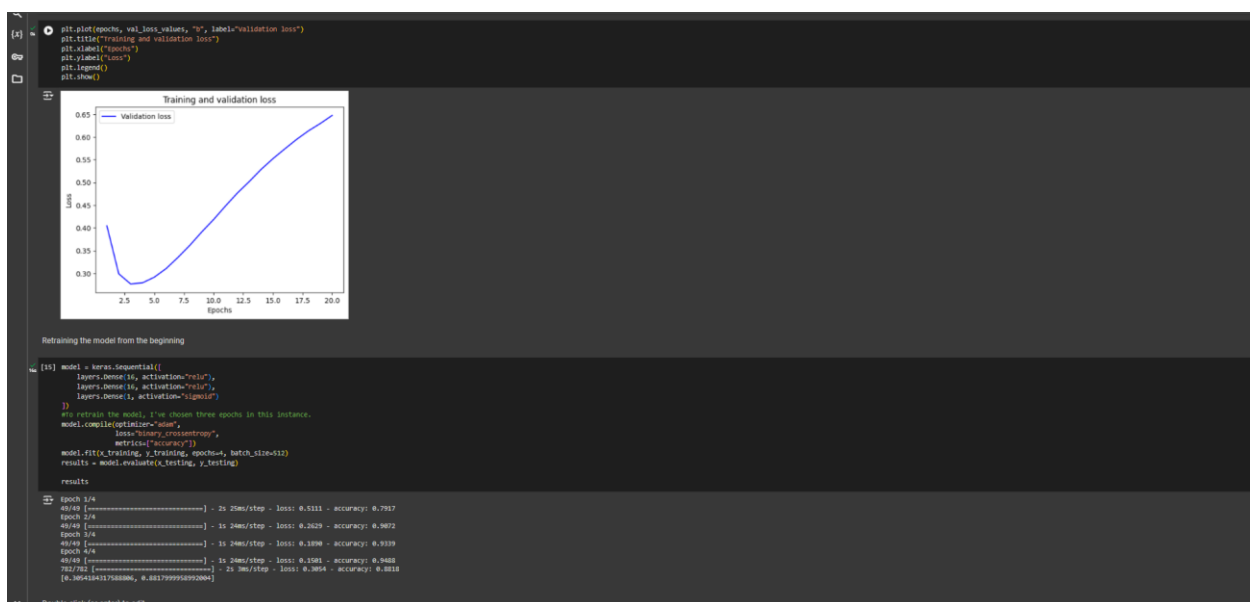 {x}
plt.plot(epochs, val_loss_values, "b", label="Validation loss")
plt.title("Training and validation loss")
plt.xlabel("Epochs")
plt.ylabel("Loss")
plt.legend()
plt.show()
Training and validation loss
Validation loss
0.65
0.60
0.55
0.50
0.45
0.40
0.35
0.30
Loss
2.5 5.0 7.5 10.0 12.5 15.0 17.5 20.0
Epochs
Retraining the model from the beginning
[15] model = keras.Sequential([
layers.Dense(16, activation="relu"),
layers.Dense(16, activation="relu"),
layers.Dense(1, activation="sigmoid")
])
#To retrain the model, I've chosen three epochs in this instance.
model.compile(optimizer="adam",
loss="binary_crossentropy",
metrics=["accuracy"])
model.fit(x_training, y_training, epochs=4, batch_size=512)
results = model.evaluate(x_testing, y_testing)
results
Epoch 1/4
49/49 [==============================] - 2s 25ms/step - loss: 0.5111 - accuracy: 0.7917
Epoch 2/4
49/49 [==============================] - 1s 24ms/step - loss: 0.2629 - accuracy: 0.9072
Epoch 3/4
49/49 [==============================] - 1s 24ms/step - loss: 0.1890 - accuracy: 0.9339
Epoch 4/4
49/49 [==============================] - 1s 24ms/step - loss: 0.1501 - accuracy: 0.9488
782/782 [==============================] - 2s 3ms/step - loss: 0.3054 - accuracy: 0.8818
[0.3054184317588806, 0.8817999958992004]